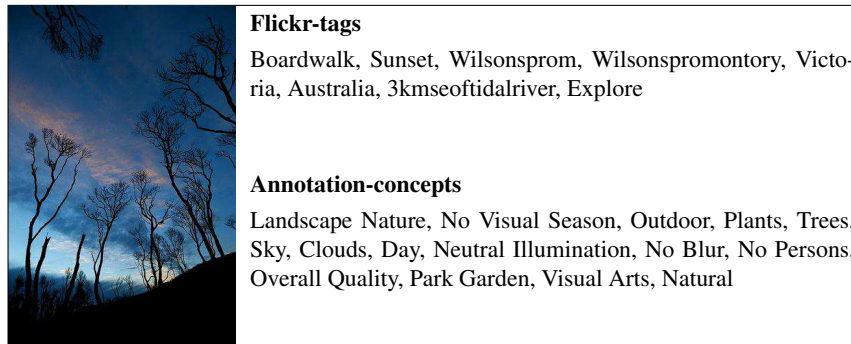 Flickr-tags
Boardwalk, Sunset, Wilsonsprom, Wilsonspromontory, Victo-
ria, Australia, 3kmseoftidalriver, Explore
Annotation-concepts
Landscape Nature, No Visual Season, Outdoor, Plants, Trees,
Sky, Clouds, Day, Neutral Illumination, No Blur, No Persons,
Overall Quality, Park Garden, Visual Arts, Natural